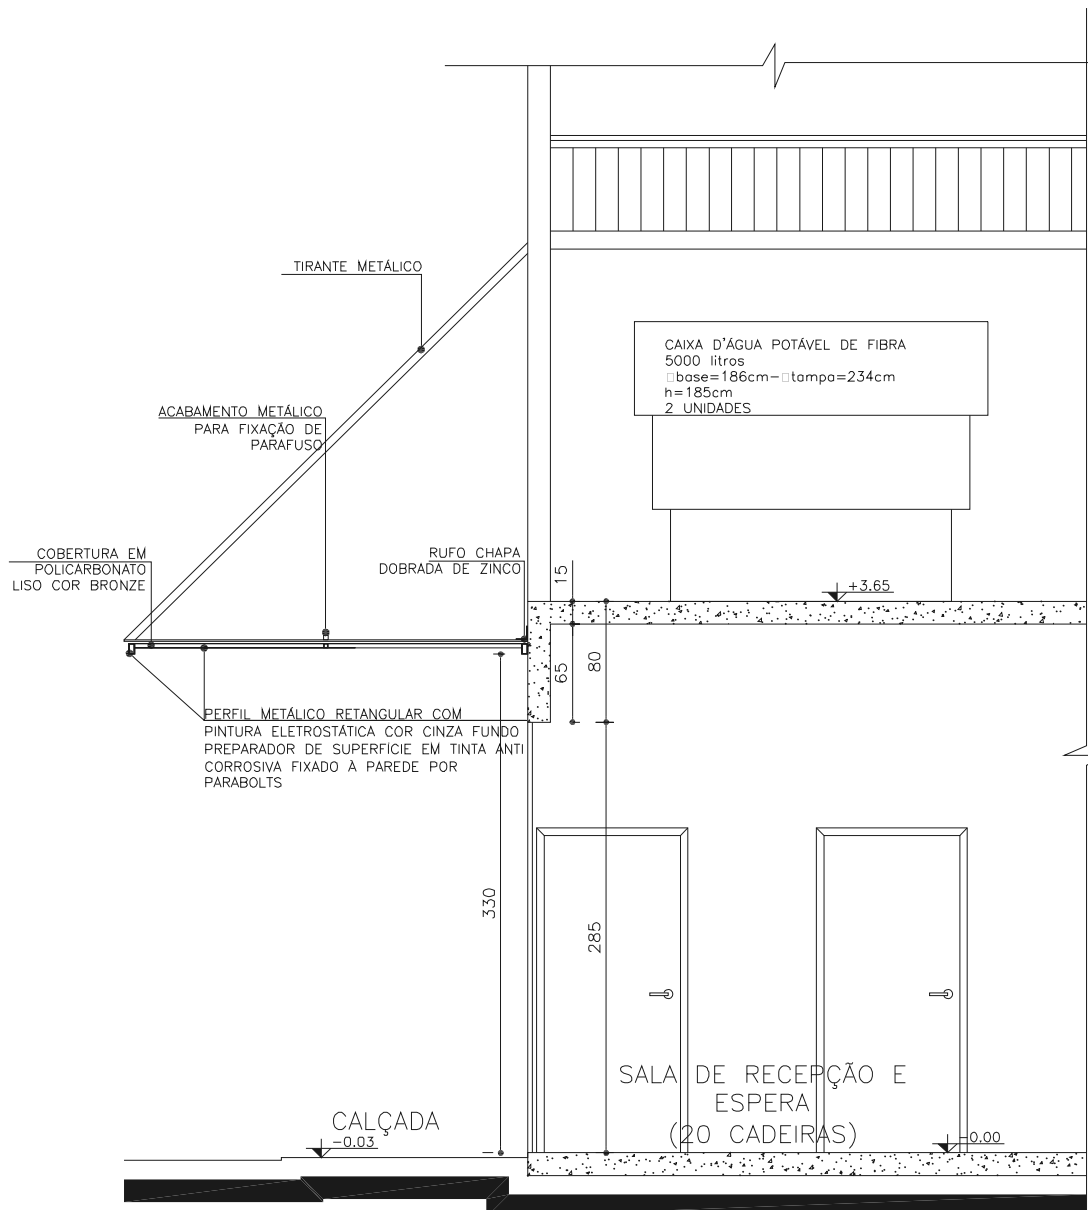 TIRANTE METÁLICO
CAIXA D'ÁGUA POTÁVEL DE FIBRA
5000 litros
□base=186cm-□tampa=234cm
h=185cm
2 UNIDADES
ACABAMENTO METÁLICO
PARA FIXAÇÃO DE
PARAFUSO
COBERTURA EM
POLICARBONATO
LISO COR BRONZE
RUFO CHAPA
DOBRADA DE ZINCO
15
+3.65
65
80
PERFIL METÁLICO RETANGULAR COM
PINTURA ELETROSTÁTICA COR CINZA FUNDO
PREPARADOR DE SUPERFÍCIE EM TINTA ANTI
CORROSIVA FIXADO À PAREDE POR
PARABOLTS
330
285
SALA DE RECEPÇÃO E
ESPERA
(20 CADEIRAS)
CALÇADA
-0.03
-0.00